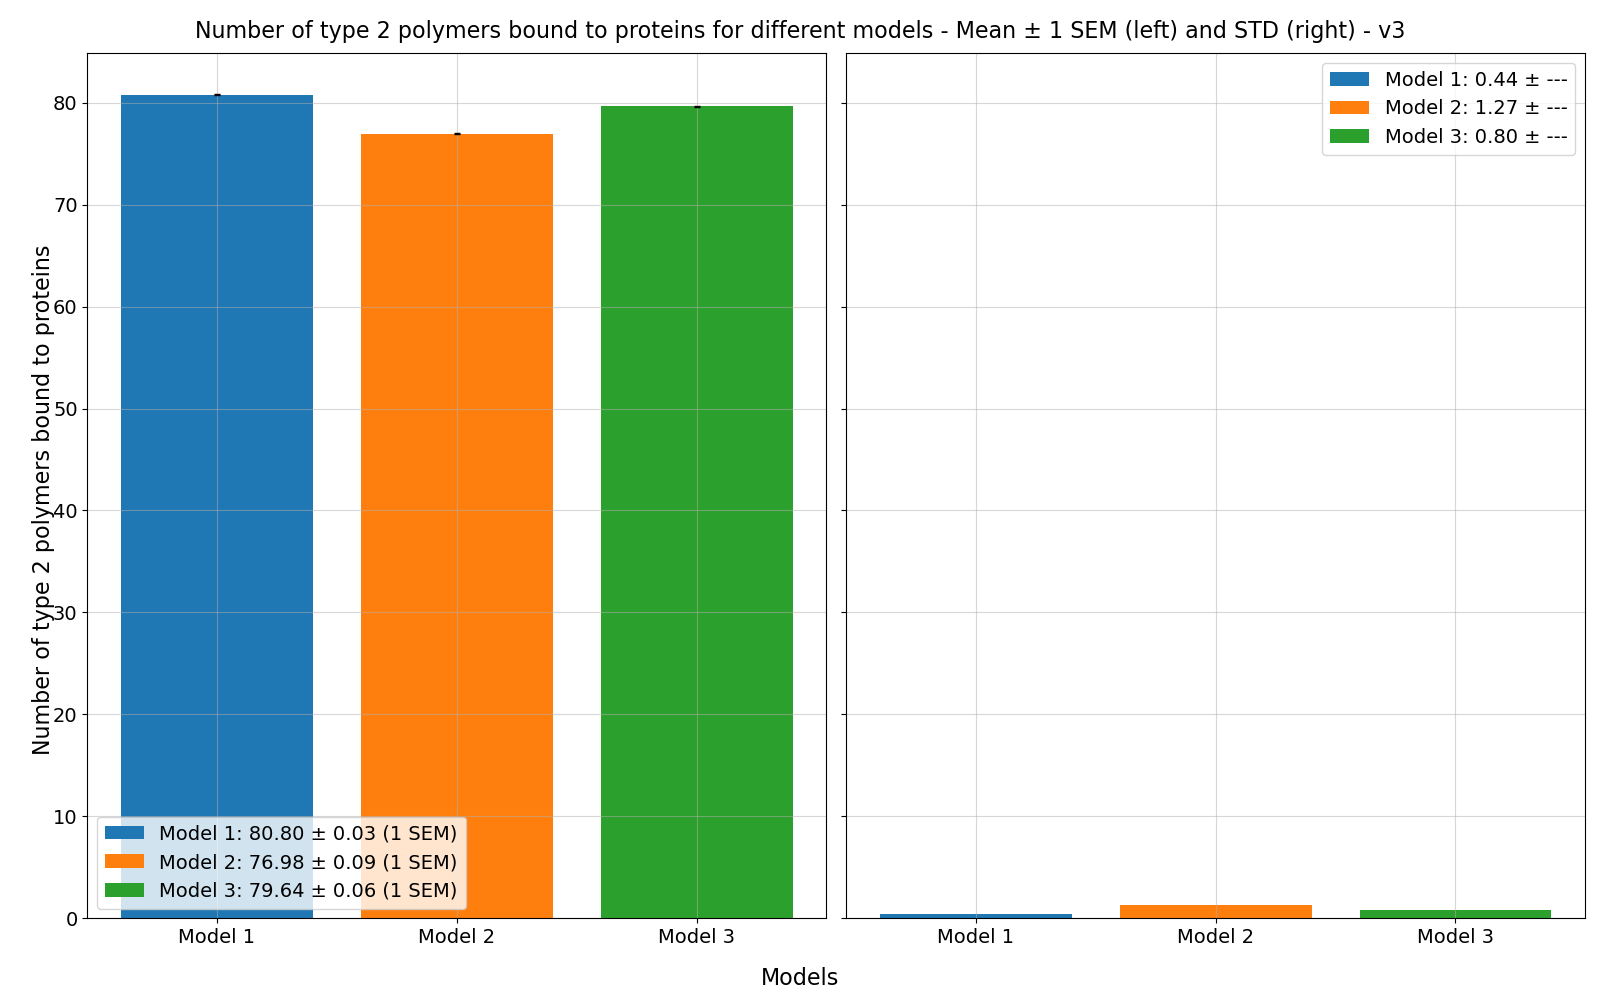 Number of type 2 polymers bound to proteins for different models - Mean ± 1 SEM (left) and STD (right) - v3
Number of type 2 polymers bound to proteins
80
70
60
50
40
30
20
10
0
Model 1: 80.80 ± 0.03 (1 SEM)
Model 2: 76.98 ± 0.09 (1 SEM)
Model 3: 79.64 ± 0.06 (1 SEM)
Model 1
Model 2
Model 3
Model 1: 0.44 ± ---
Model 2: 1.27 ± ---
Model 3: 0.80 ± ---
Model 1
Model 2
Model 3
Models